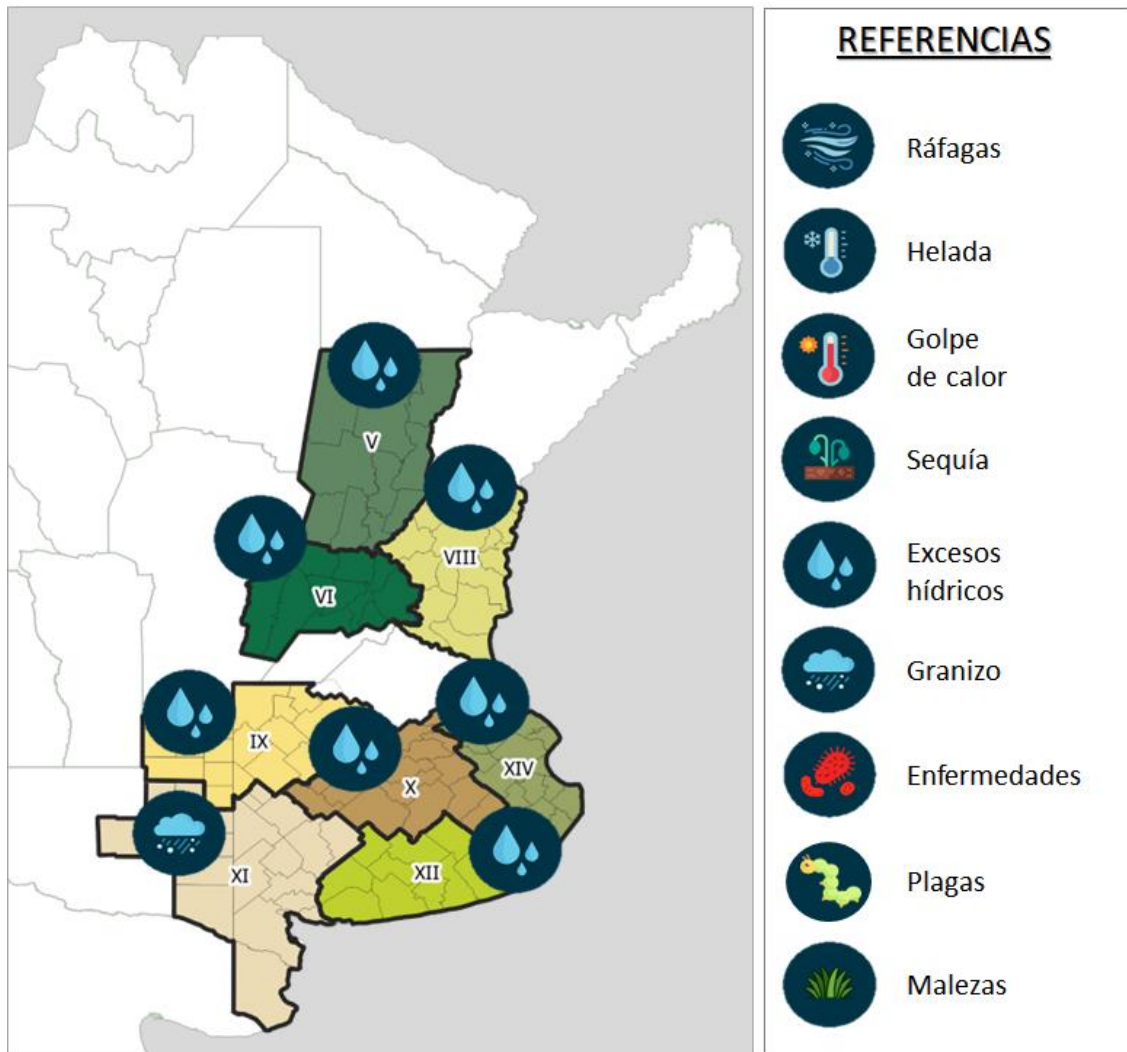 V
VIII
VI
IX
X
XIV
XI
XII
REFERENCIAS
Ráfagas
Helada
Golpe
de calor
Sequía
Excesos
hídricos
Granizo
Enfermedades
Plagas
Malezas